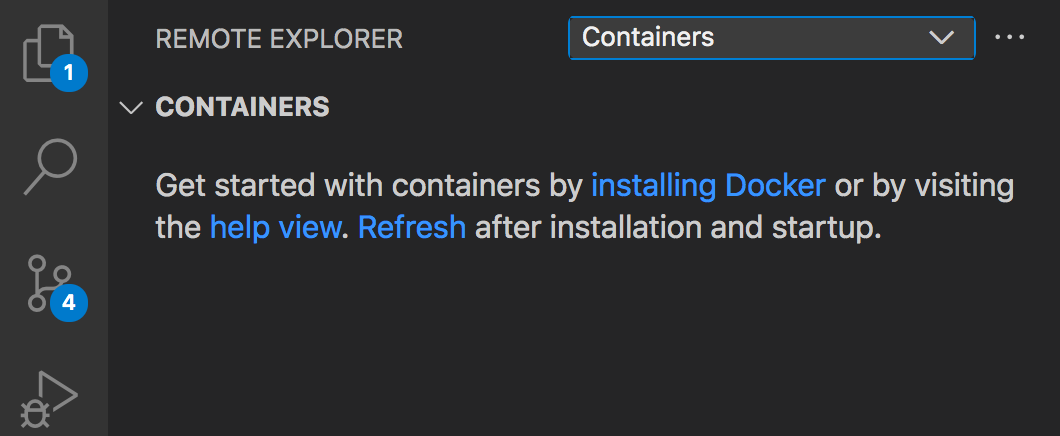 1
REMOTE EXPLORER
Containers
CONTAINERS
Get started with containers by installing Docker or by visiting
the help view. Refresh after installation and startup.
4